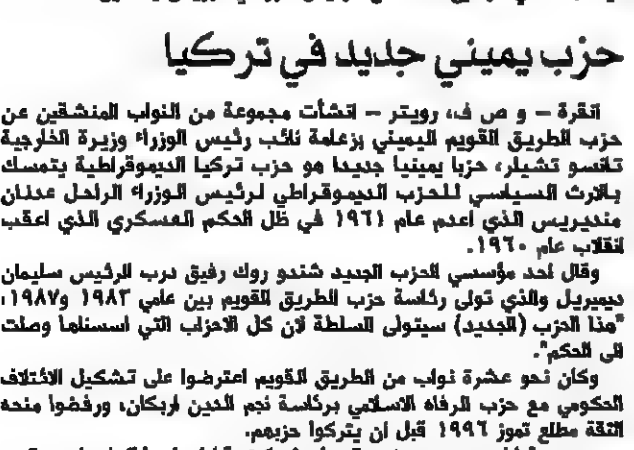 حزب يميني جديد في تركيا
انقرة – و ص ف، رويتر – انشأت مجموعة من النواب المنشقين عن
حزب الطريق القويم اليميني بزعامة نائب رئيس الوزراء وزيرة الخارجية
تانسو تشيلر، حزبا يمينيا جديدا هو حزب تركيا الديموقراطية يتمسك
بالارث السياسي للحزب الديموقراطي لرئيس الوزراء الراحل عدنان
منديريس الذي اعدم عام ١٩٦١ في ظل الحكم العسكري الذي اعقب
انقلاب عام ١٩٦٠.
وقال احد مؤسسي الحزب الجديد شندو روك رفيق درب الرئيس سليمان
ديميريل والذي تولى رئاسة حزب الطريق القويم بين عامي ١٩٨٣ و١٩٨٧،
"هذا الحزب (الجديد) سيتولى السلطة لان كل الاحزاب التي اسسناها وصلت
الى الحكم".
وكان نحو عشرة نواب من الطريق القويم اعترضوا على تشكيل الائتلاف
الحكومي مع حزب الرفاه الاسلامي برئاسة نجم الدين اربكان، ورفضوا منحه
الثقة مطلع تموز ١٩٩٦ قبل ان يتركوا حزبهم.